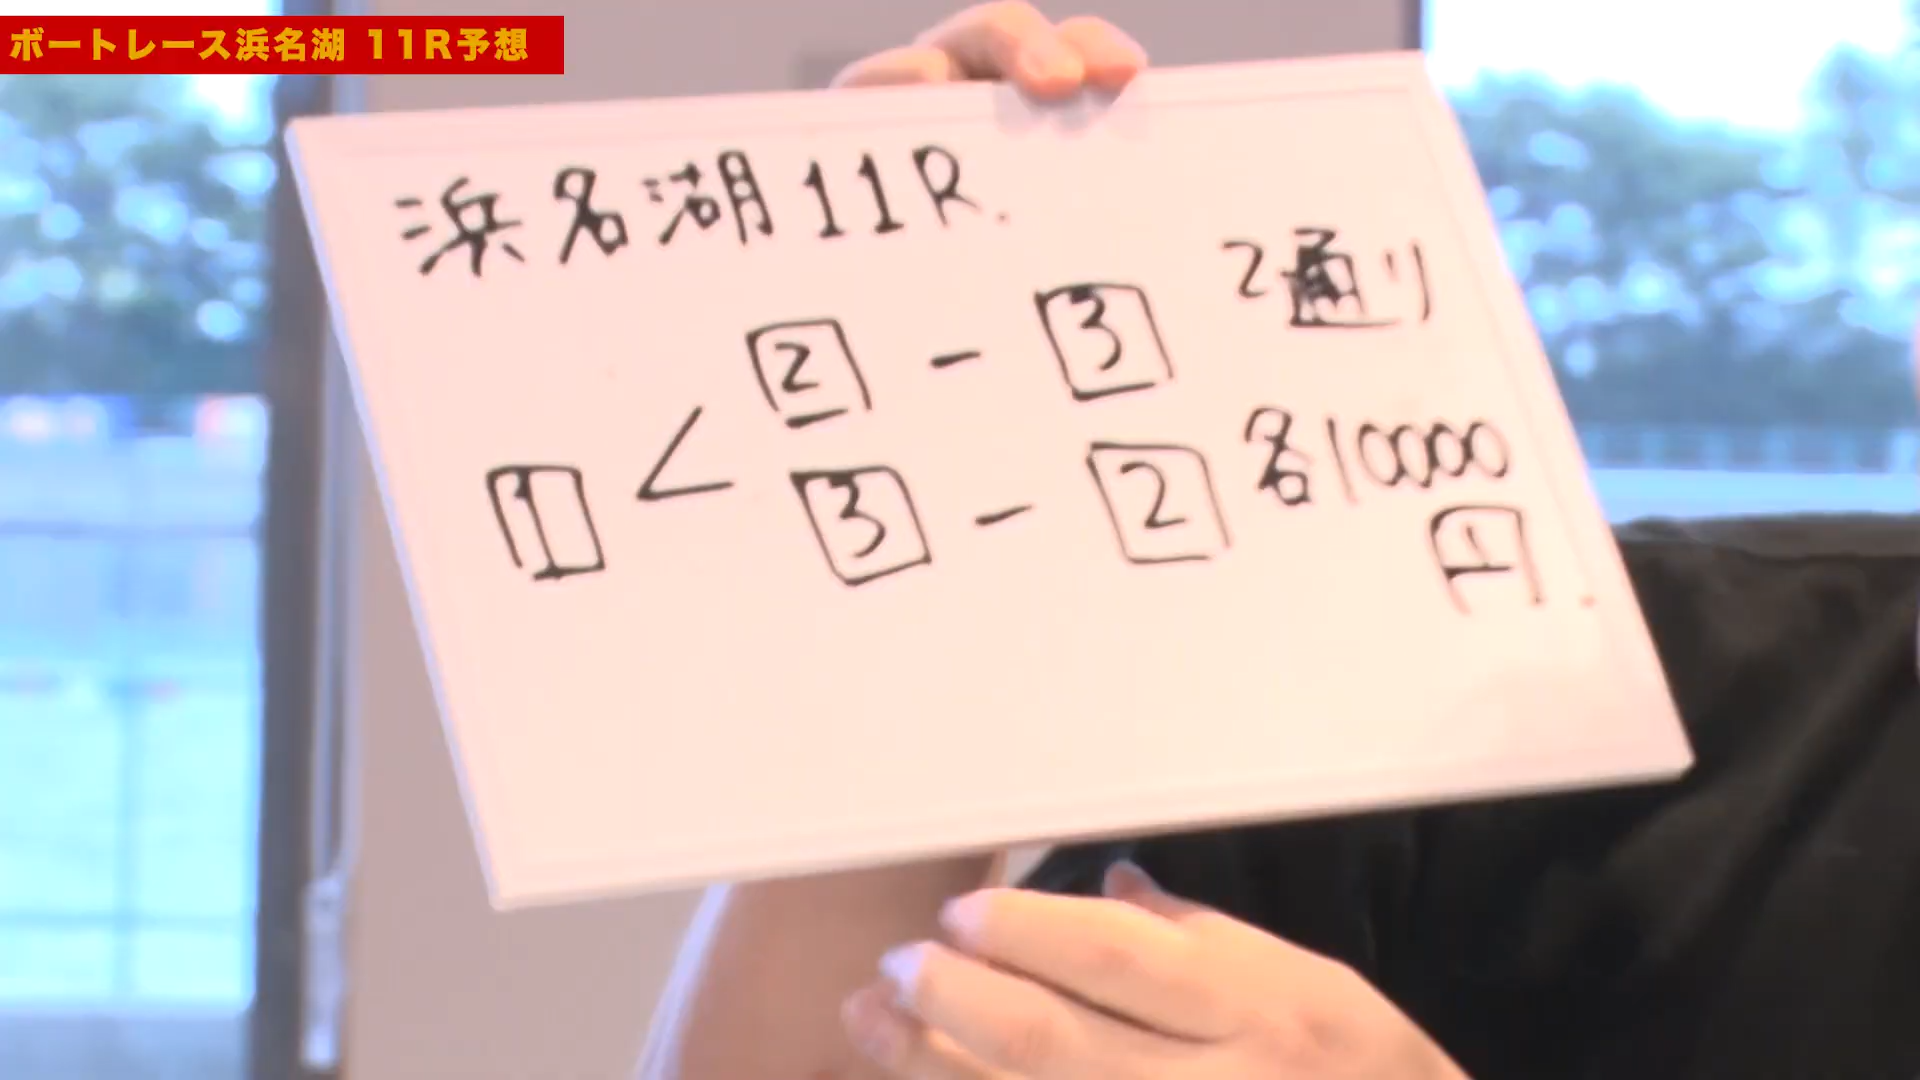 ボートレース浜名湖 11R予想
浜名湖11R.
2通り
2 - 3
1 <
3 - 2
各10000
円.